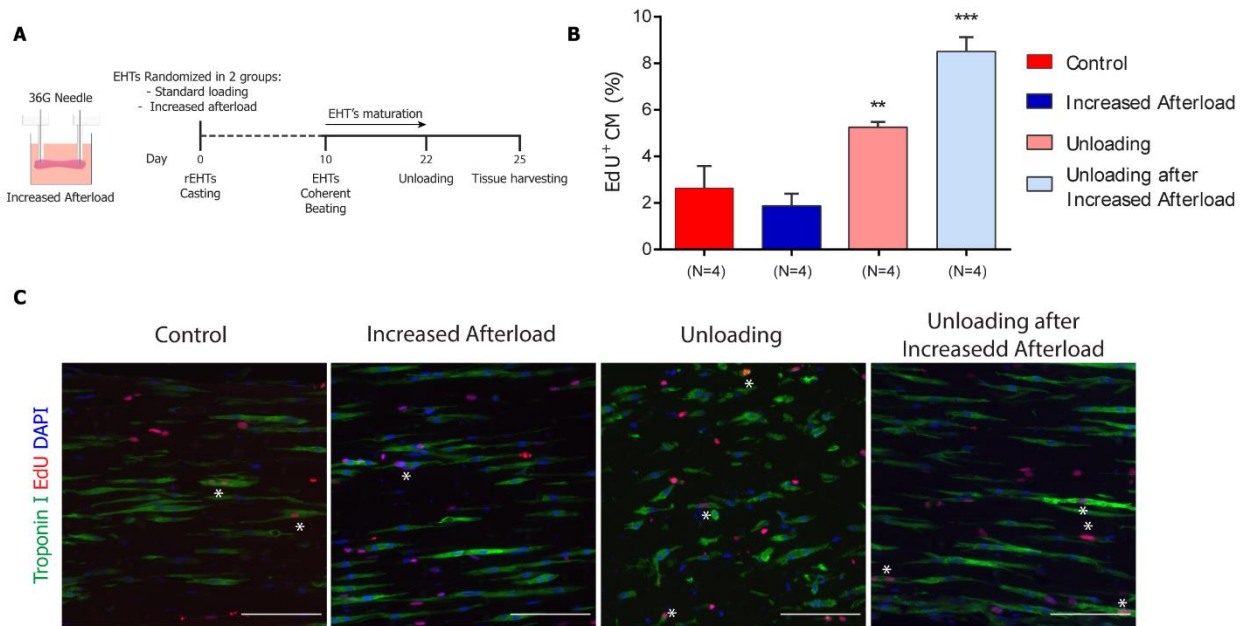 A
EHTs Randomized in 2 groups:
- Standard loading
- Increased afterload
36G Needle
Increased Afterload
EHT's maturation
Day
0
10
22
25
rEHTs
Casting
EHTs
Coherent
Beating
Unloading
Tissue harvesting
B
EdU+ CM (%)
10
8
6
4
2
0
**
***
(N=4)
(N=4)
(N=4)
(N=4)
Control
Increased Afterload
Unloading
Unloading after
Increased Afterload
C
Control
Increased Afterload
Unloading
Unloading after
Increasedd Afterload
Troponin I EdU DAPI
*
*
*
*
*
*
*
*
*
*